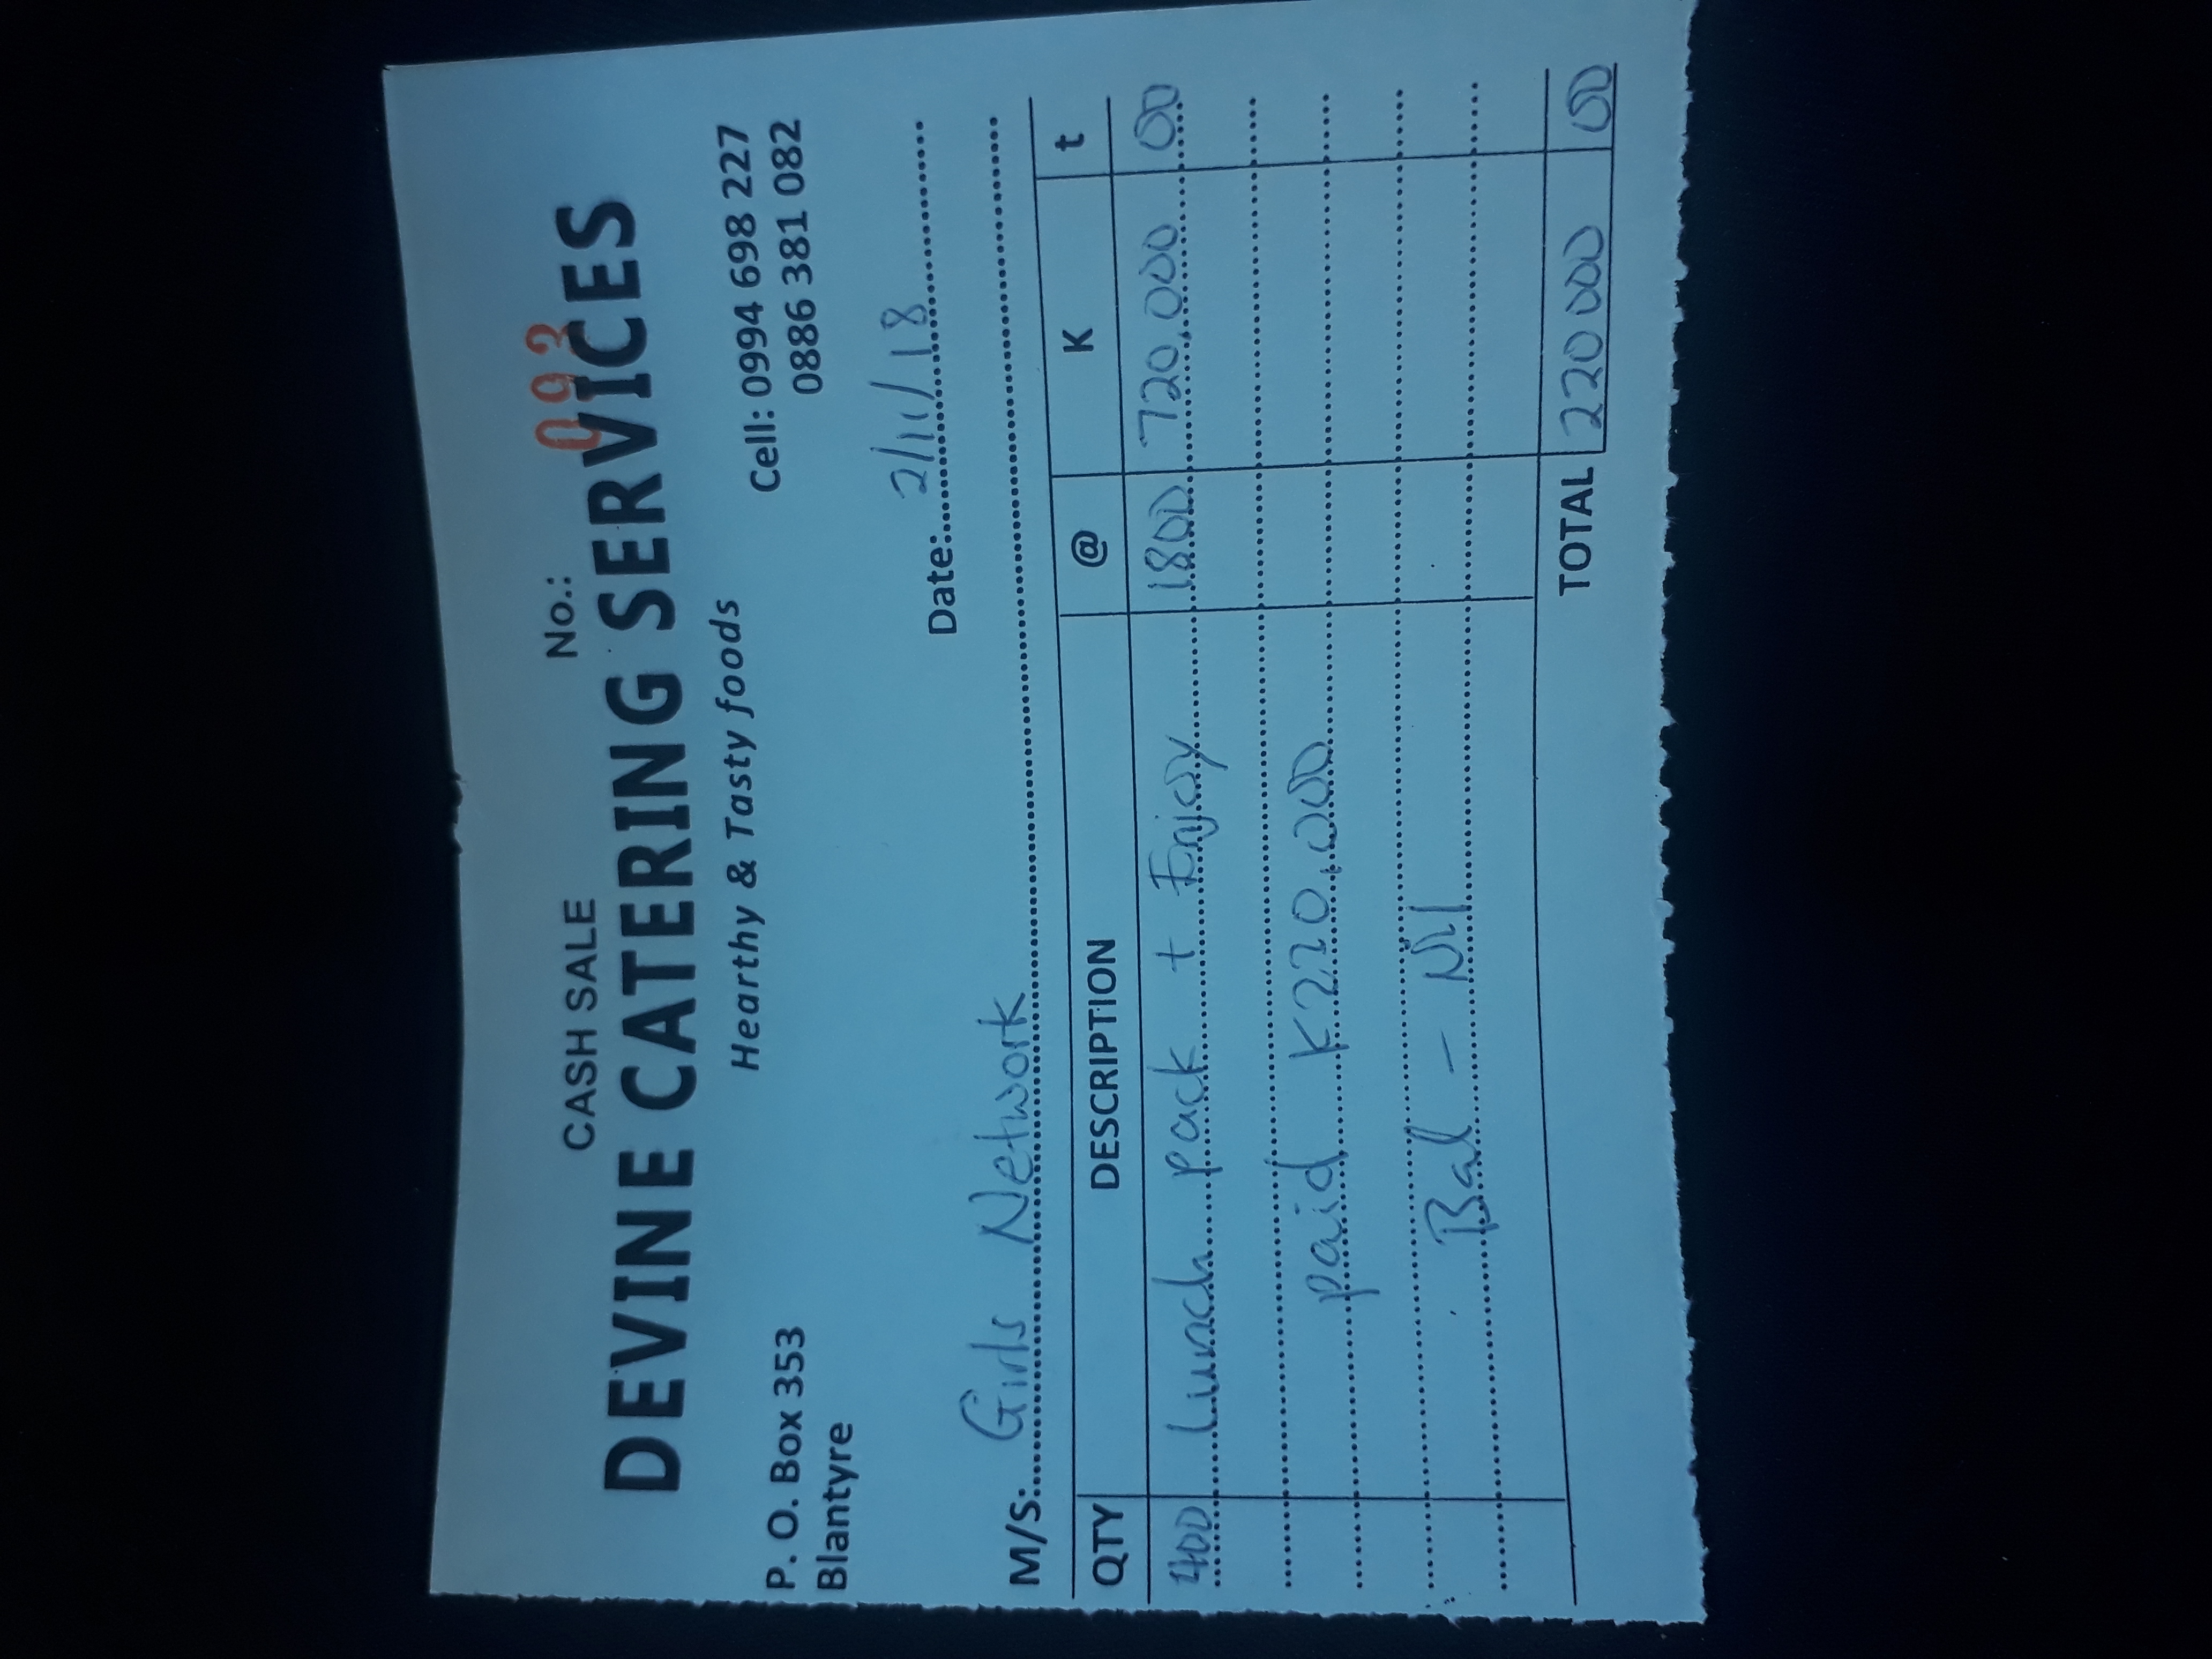 CASH SALE No.: 093
DEVINE CATERING SERVICES
Hearthy & Tasty foods
P. O. Box 353 Cell: 0994 698 227
Blantyre 0886 381 082
Date: 2/11/18
M/S: Girls Network
QTY DESCRIPTION @ K t
400 Lunch pack + Enjoy 1800 720,000 00
paid K220,000
Bal - Nil
TOTAL 220 000 00